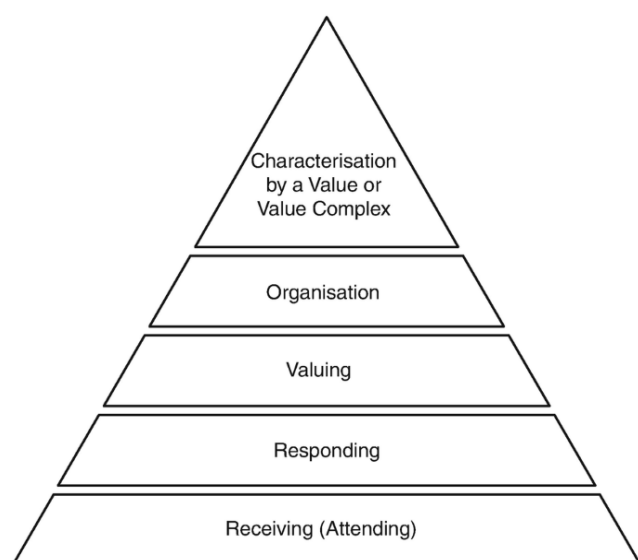 Characterisation
by a Value or
Value Complex
Organisation
Valuing
Responding
Receiving (Attending)